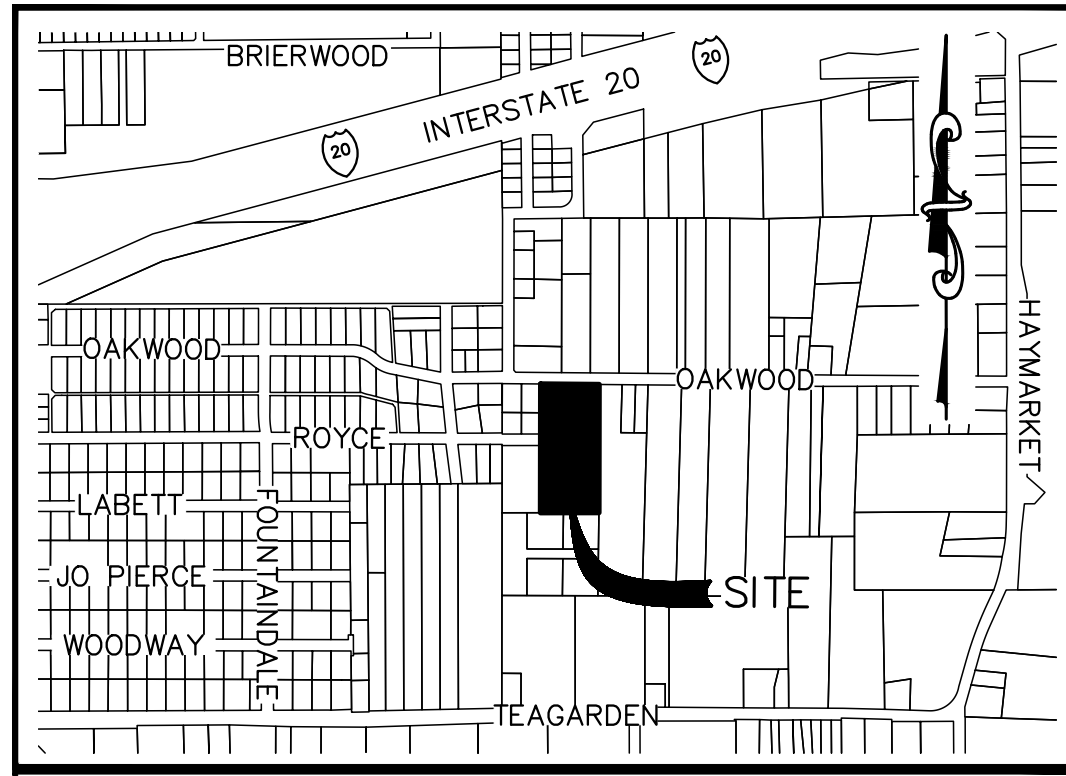 BRIERWOOD
INTERSTATE 20
20
20
OAKWOOD
OAKWOOD
HAYMARKET
ROYCE
LABETT
FOUNTAINDALE
JO PIERCE
SITE
WOODWAY
TEAGARDEN